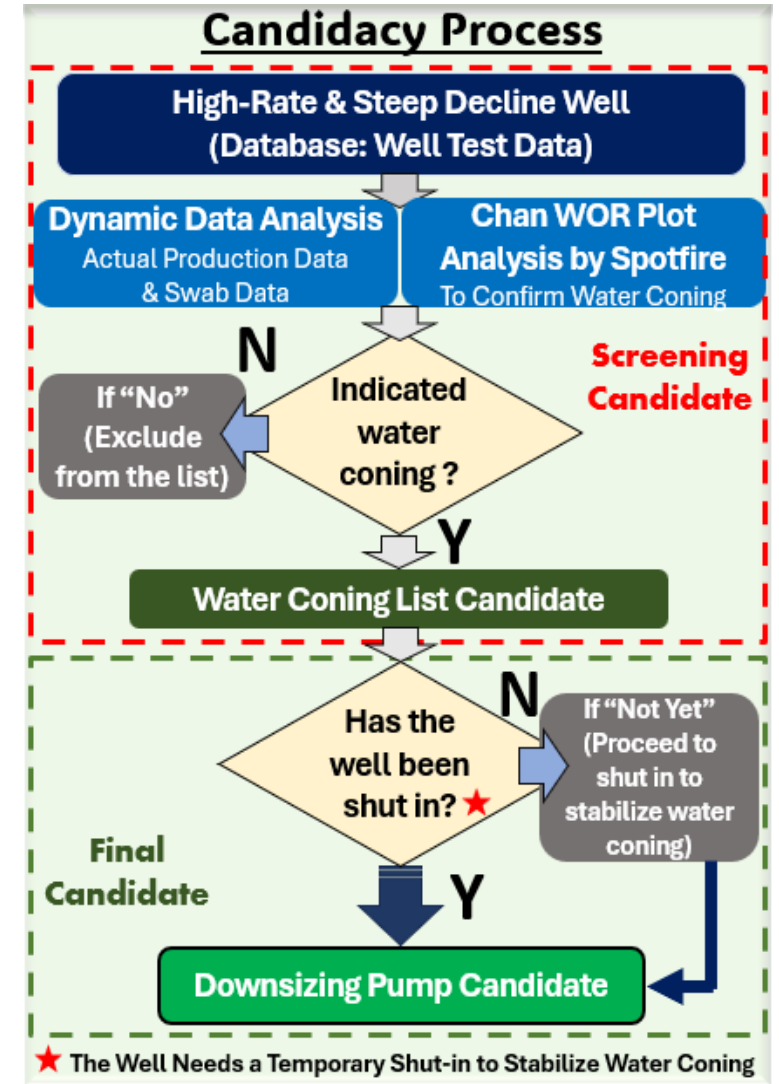 Candidacy Process
High-Rate & Steep Decline Well
(Database: Well Test Data)
Dynamic Data Analysis
Actual Production Data
& Swab Data
Chan WOR Plot
Analysis by Spotfire
To Confirm Water Coning
N
If “No”
(Exclude
from the list)
Indicated
water
coning ?
Screening
Candidate
Y
Water Coning List Candidate
Has the
well been
shut in?
N
If “Not Yet”
(Proceed to
shut in to
stabilize water
coning)
Final
Candidate
Y
Downsizing Pump Candidate
The Well Needs a Temporary Shut-in to Stabilize Water Coning